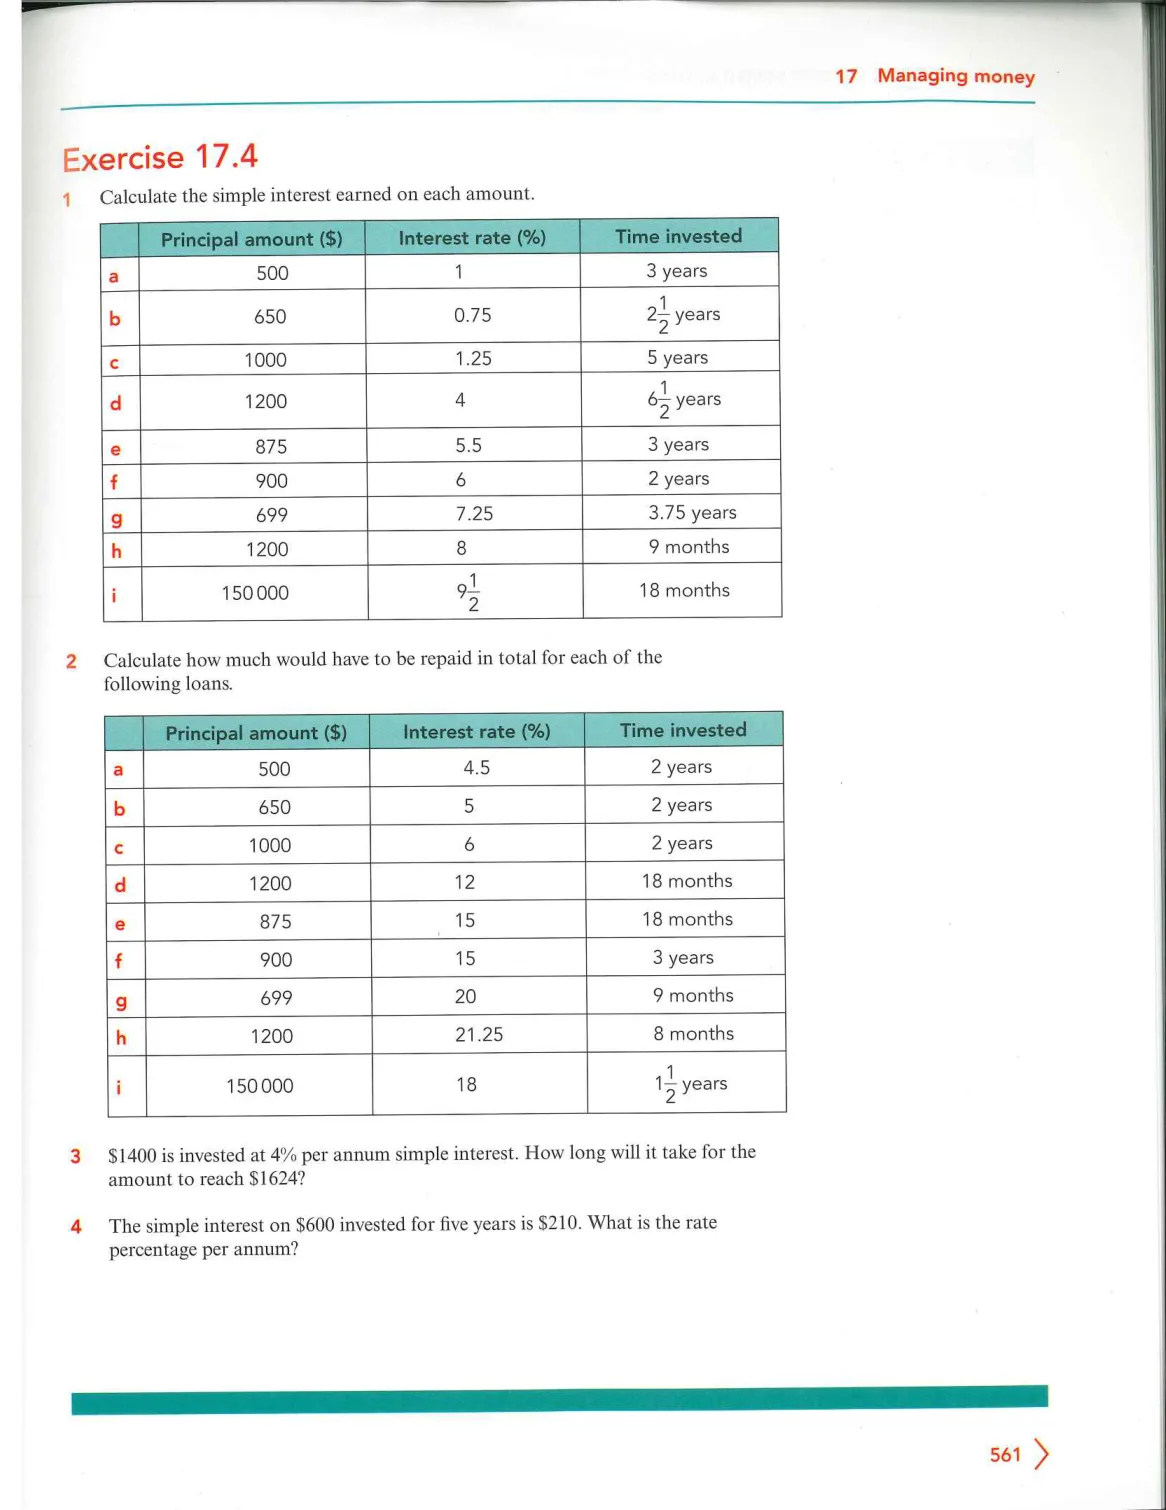 17 Managing money
Exercise 17.4
1 Calculate the simple interest earned on each amount.
Principal amount ($) Interest rate (%) Time invested
a 500 1 3 years
b 650 0.75 2 1/2 years
c 1000 1.25 5 years
d 1200 4 6 1/2 years
e 875 5.5 3 years
f 900 6 2 years
g 699 7.25 3.75 years
h 1200 8 9 months
i 150 000 9 1/2 18 months
2 Calculate how much would have to be repaid in total for each of the
following loans.
Principal amount ($) Interest rate (%) Time invested
a 500 4.5 2 years
b 650 5 2 years
c 1000 6 2 years
d 1200 12 18 months
e 875 15 18 months
f 900 15 3 years
g 699 20 9 months
h 1200 21.25 8 months
i 150 000 18 1 1/2 years
3 $1400 is invested at 4% per annum simple interest. How long will it take for the
amount to reach $1624?
4 The simple interest on $600 invested for five years is $210. What is the rate
percentage per annum?
561